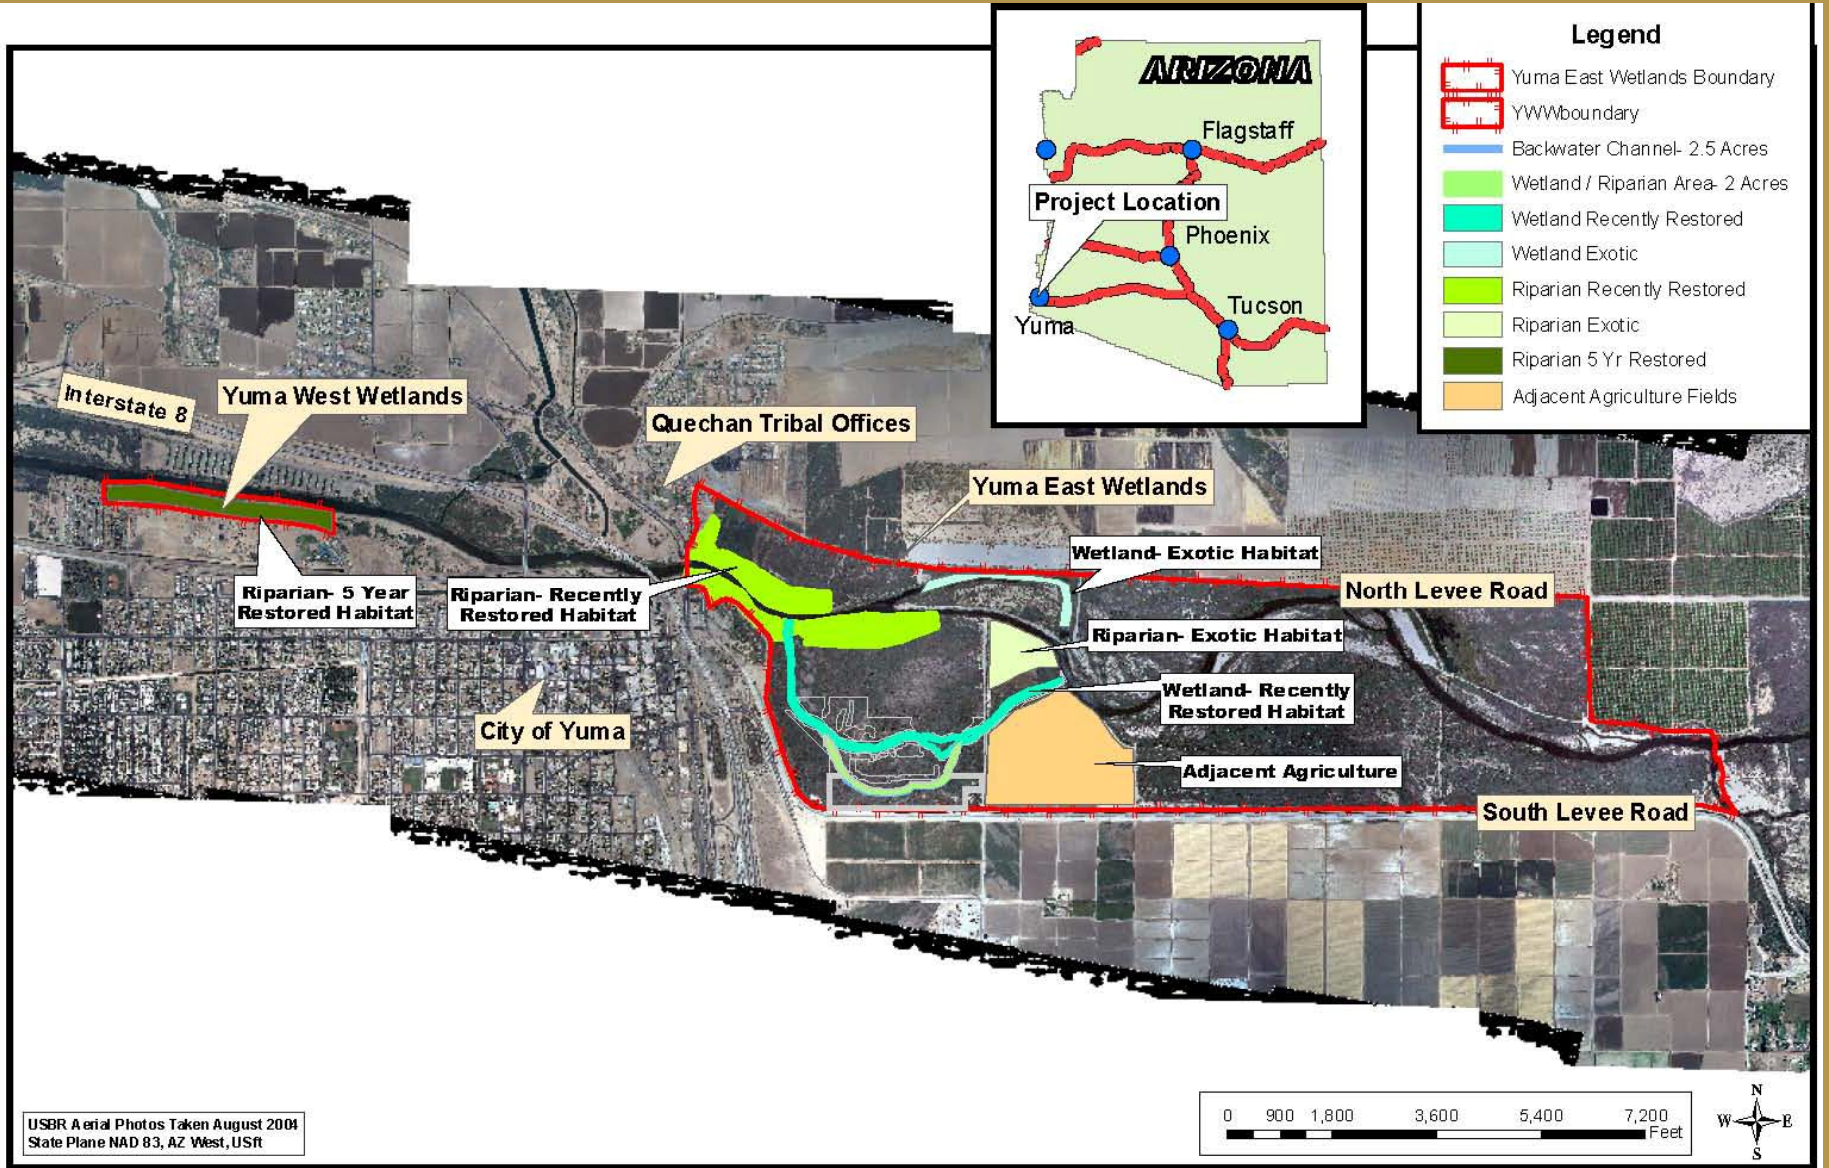 ARIZONA
Flagstaff
Project Location
Phoenix
Tucson
Yuma
Legend
Yuma East Wetlands Boundary
YWWboundary
Backwater Channel- 2.5 Acres
Wetland / Riparian Area- 2 Acres
Wetland Recently Restored
Wetland Exotic
Riparian Recently Restored
Riparian Exotic
Riparian 5 Yr Restored
Adjacent Agriculture Fields
Interstate 8
Yuma West Wetlands
Quechan Tribal Offices
Yuma East Wetlands
Wetland- Exotic Habitat
North Levee Road
Riparian- 5 Year
Restored Habitat
Riparian- Recently
Restored Habitat
Riparian- Exotic Habitat
Wetland- Recently
Restored Habitat
City of Yuma
Adjacent Agriculture
South Levee Road
USBR Aerial Photos Taken August 2004
State Plane NAD 83, AZ West, USft
0 900 1,800 3,600 5,400 7,200
Feet
N
W E
S